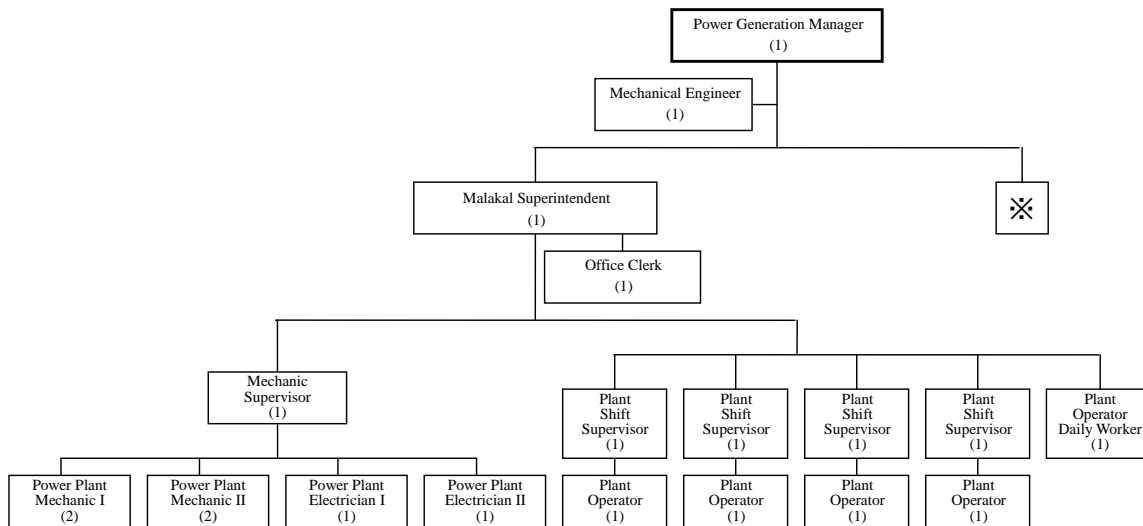 Power Generation Manager
(1)
Mechanical Engineer
(1)
Malakal Superintendent
(1)
※
Office Clerk
(1)
Mechanic
Supervisor
(1)
Plant
Shift
Supervisor
(1)
Plant
Shift
Supervisor
(1)
Plant
Shift
Supervisor
(1)
Plant
Shift
Supervisor
(1)
Plant
Operator
Daily Worker
(1)
Power Plant
Mechanic I
(2)
Power Plant
Mechanic II
(2)
Power Plant
Electrician I
(1)
Power Plant
Electrician II
(1)
Plant
Operator
(1)
Plant
Operator
(1)
Plant
Operator
(1)
Plant
Operator
(1)